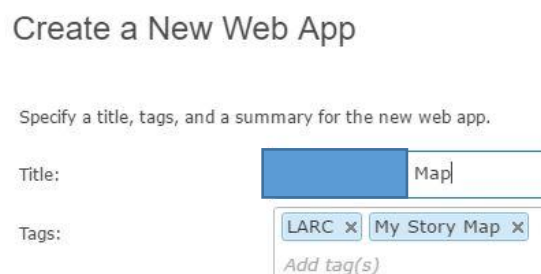 Create a New Web App
Specify a title, tags, and a summary for the new web app.
Title: Map
Tags: LARC × My Story Map ×
Add tag(s)